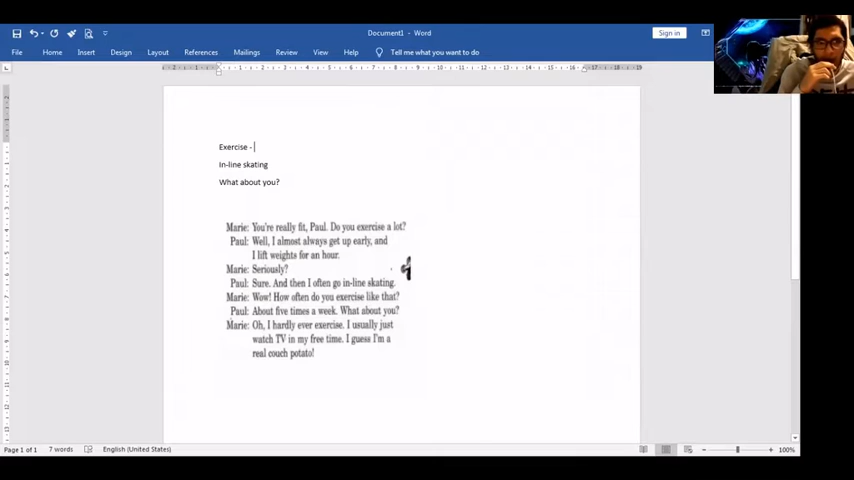 Document1 - Word
Sign in
File Home Insert Design Layout References Mailings Review View Help Tell me what you want to do
Exercise -
In-line skating
What about you?
Marie: You're really fit, Paul. Do you exercise a lot?
Paul: Well, I almost always get up early, and
I lift weights for an hour.
Marie: Seriously?
Paul: Sure. And then I often go in-line skating.
Marie: Wow! How often do you exercise like that?
Paul: About five times a week. What about you?
Marie: Oh, I hardly ever exercise. I usually just
watch TV in my free time. I guess I'm a
real couch potato!
Page 1 of 1 7 words English (United States) 100%